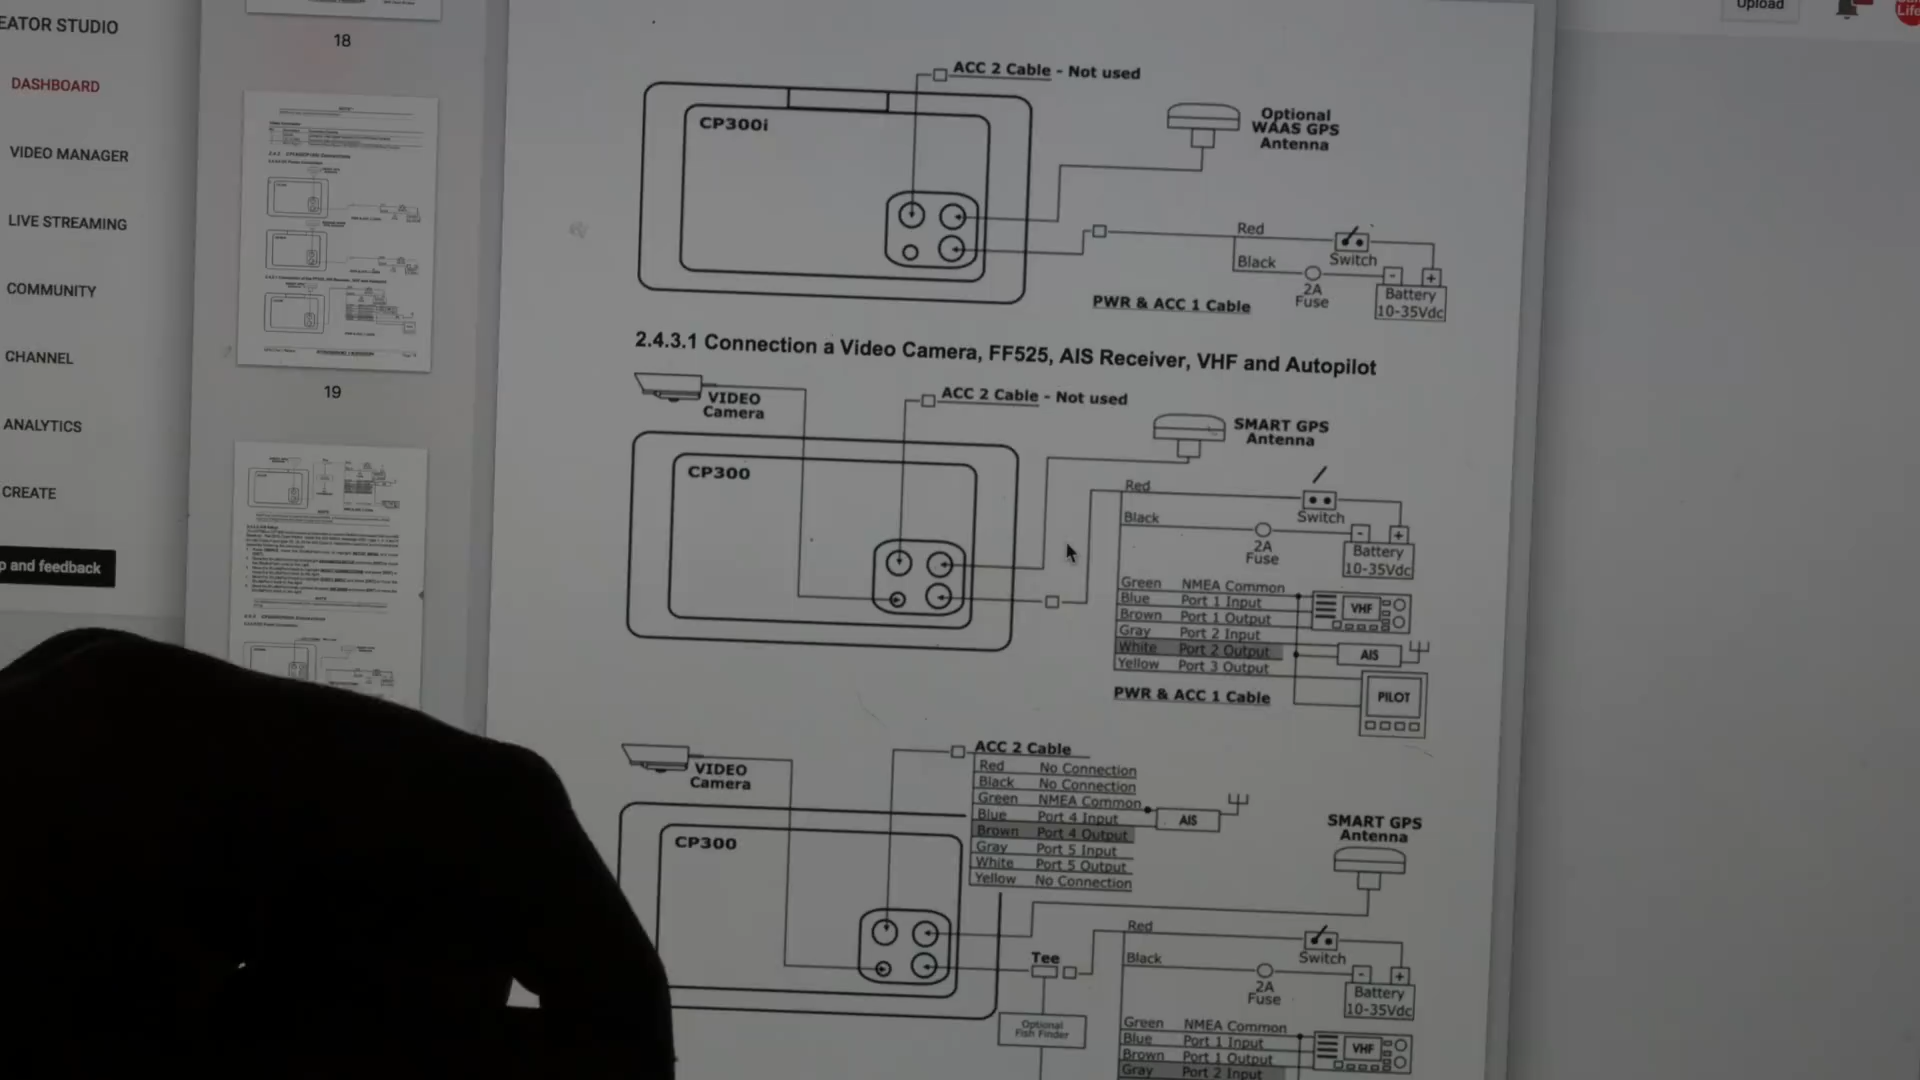 EATOR STUDIO
DASHBOARD
VIDEO MANAGER
LIVE STREAMING
COMMUNITY
CHANNEL
ANALYTICS
CREATE
p and feedback
18
19
Upload
Life
ACC 2 Cable - Not used
CP300i
Optional
WAAS GPS
Antenna
Red
Switch
Black
2A
Fuse
- +
Battery
10-35Vdc
PWR & ACC 1 Cable
2.4.3.1 Connection a Video Camera, FF525, AIS Receiver, VHF and Autopilot
VIDEO
Camera
ACC 2 Cable - Not used
CP300
SMART GPS
Antenna
Red
Switch
Black
2A
Fuse
- +
Battery
10-35Vdc
Green NMEA Common
Blue Port 1 Input
Brown Port 1 Output
Gray Port 2 Input
White Port 2 Output
Yellow Port 3 Output
VHF
AIS
PILOT
PWR & ACC 1 Cable
VIDEO
Camera
ACC 2 Cable
Red No Connection
Black No Connection
Green NMEA Common
Blue Port 4 Input
Brown Port 4 Output
Gray Port 5 Input
White Port 5 Output
Yellow No Connection
AIS
CP300
SMART GPS
Antenna
Tee
Optional
Fish Finder
Red
Switch
Black
2A
Fuse
- +
Battery
10-35Vdc
Green NMEA Common
Blue Port 1 Input
Brown Port 1 Output
Gray Port 2 Input
VHF